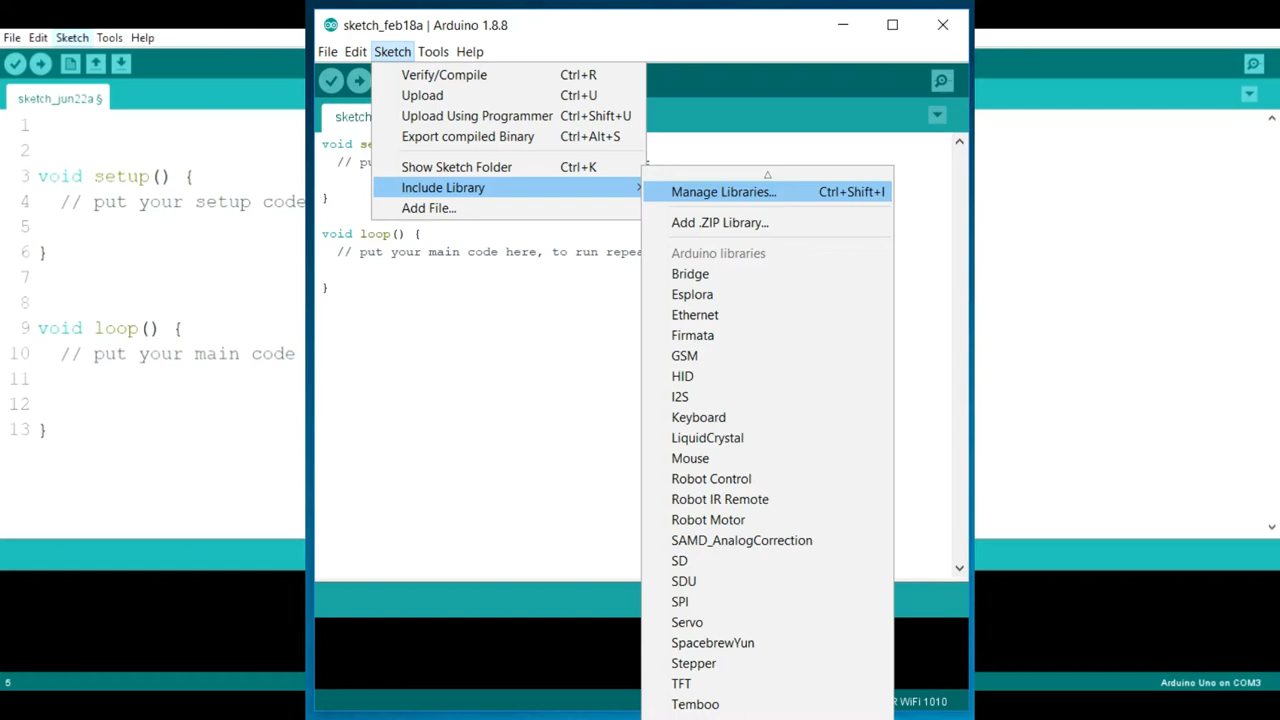 File Edit Sketch Tools Help
sketch_jun22a §
1
2
3 void setup() {
4 // put your setup code
5
6 }
7
8
9 void loop() {
10 // put your main code
11
12
13 }
5
sketch_feb18a | Arduino 1.8.8
File Edit Sketch Tools Help
sketch
void se
// pu
}
void loop() {
// put your main code here, to run repea
}
Verify/Compile Ctrl+R
Upload Ctrl+U
Upload Using Programmer Ctrl+Shift+U
Export compiled Binary Ctrl+Alt+S
Show Sketch Folder Ctrl+K
Include Library
Add File...
Manage Libraries... Ctrl+Shift+I
Add .ZIP Library...
Arduino libraries
Bridge
Esplora
Ethernet
Firmata
GSM
HID
I2S
Keyboard
LiquidCrystal
Mouse
Robot Control
Robot IR Remote
Robot Motor
SAMD_AnalogCorrection
SD
SDU
SPI
Servo
SpacebrewYun
Stepper
TFT
Temboo
R WiFi 1010
Arduino Uno on COM3